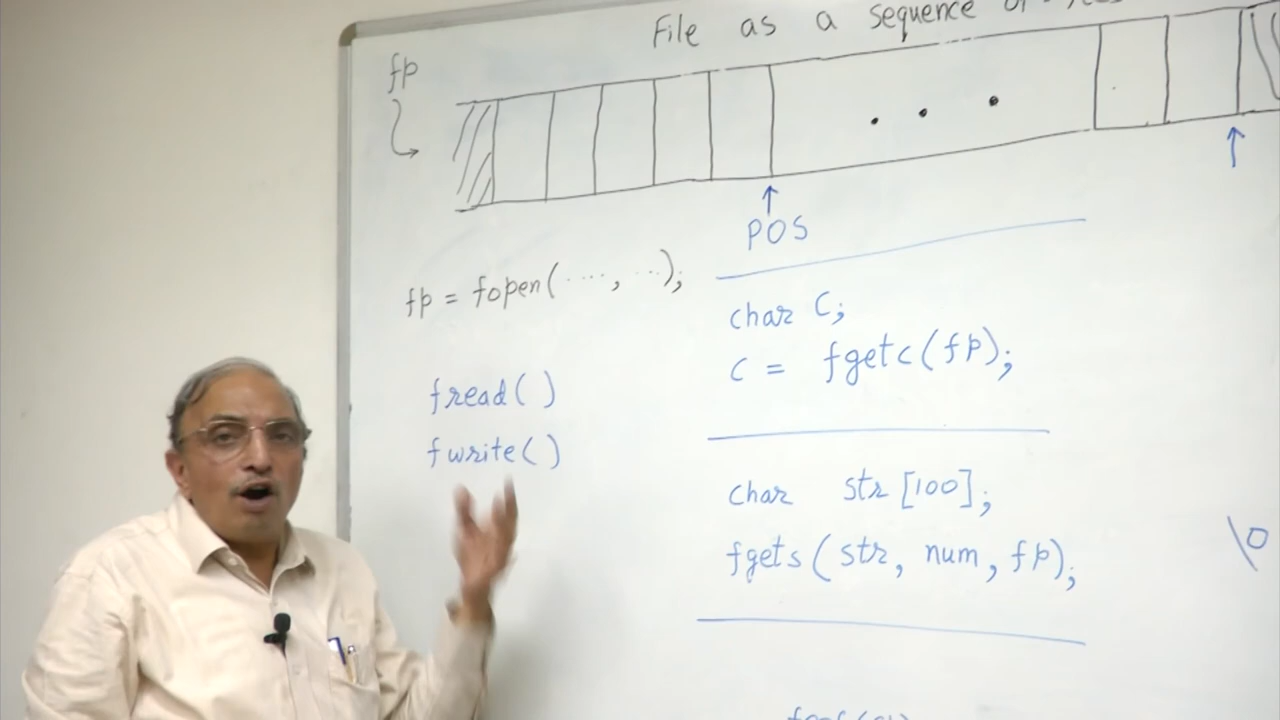 File as a sequence of
fp
POS
fp = fopen(····, ··);
char C;
C = fgetc(fp);
fread( )
fwrite( )
char str[100];
fgets(str, num, fp);
\0